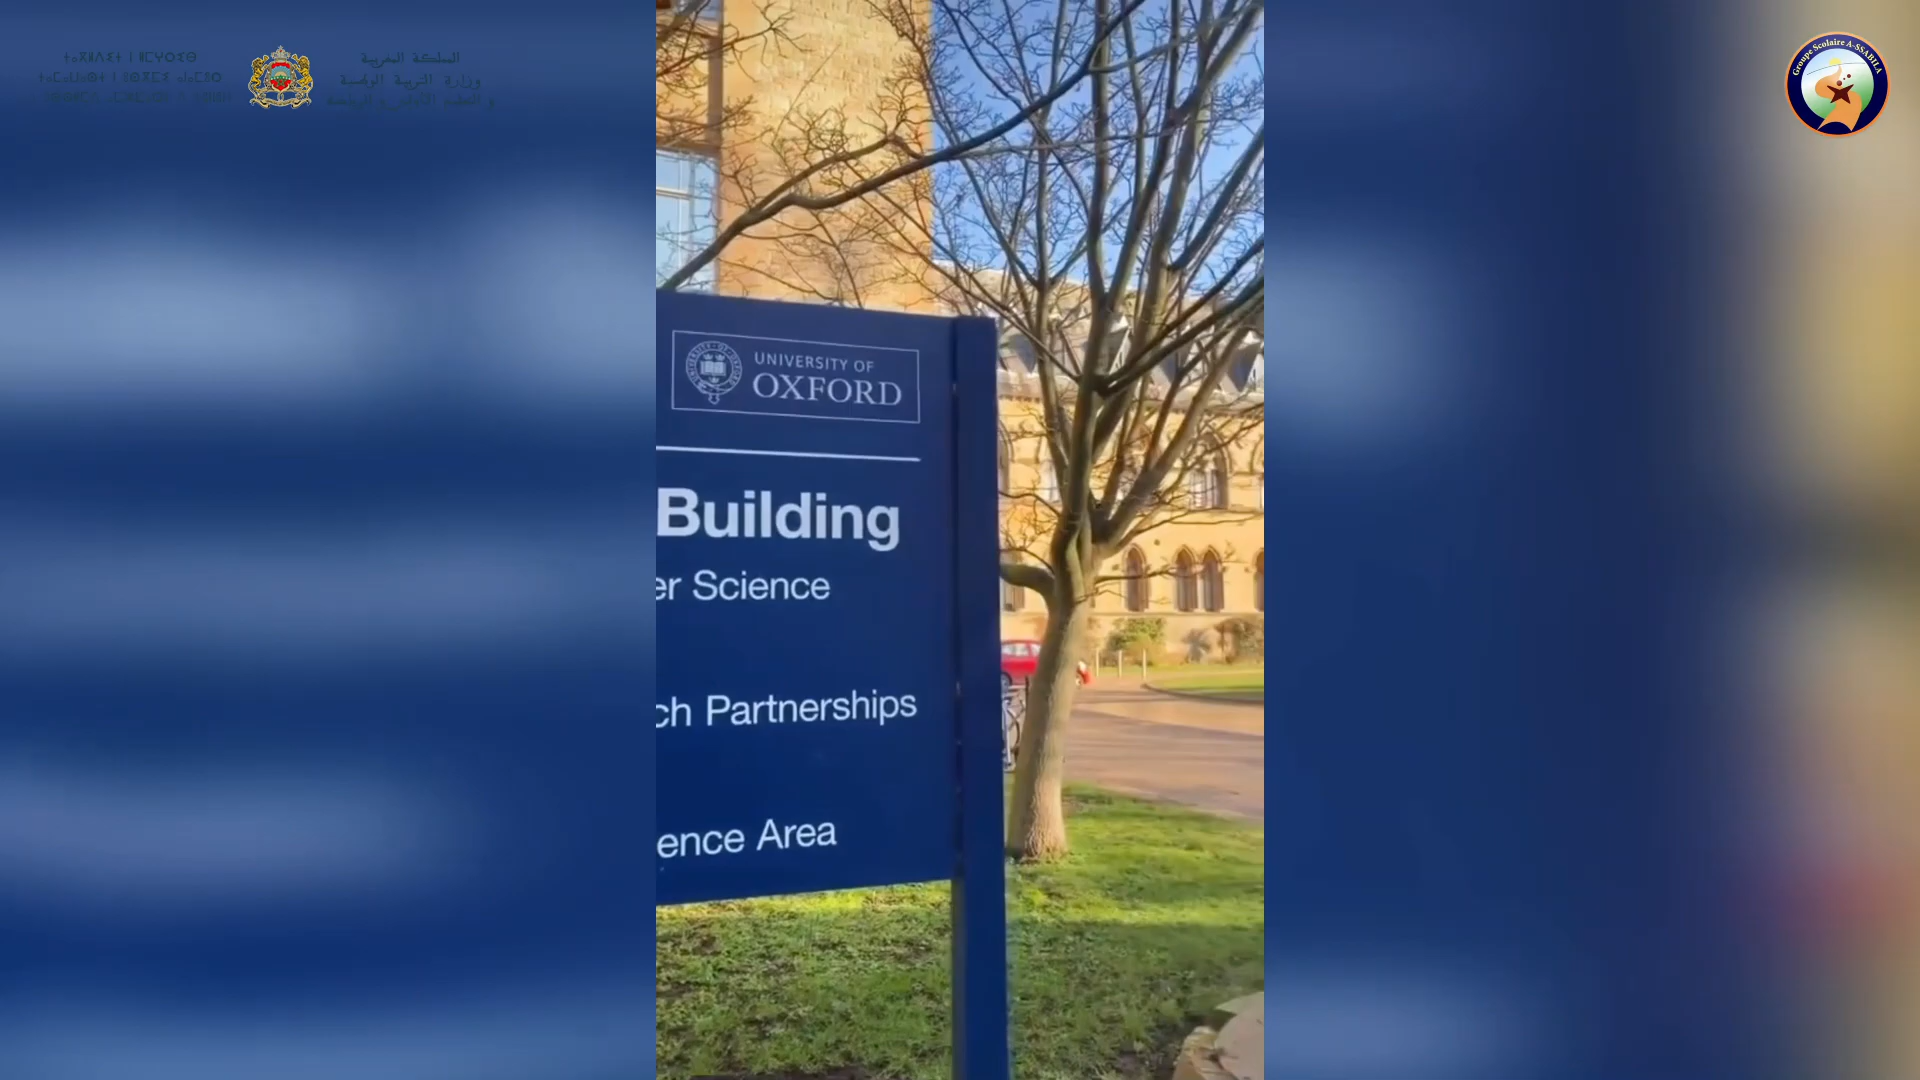 المملكة المغربية
وزارة التربية الوطنية
Groupe Scolaire A-SSABILA
UNIVERSITY OF
OXFORD
Building
er Science
ch Partnerships
ence Area